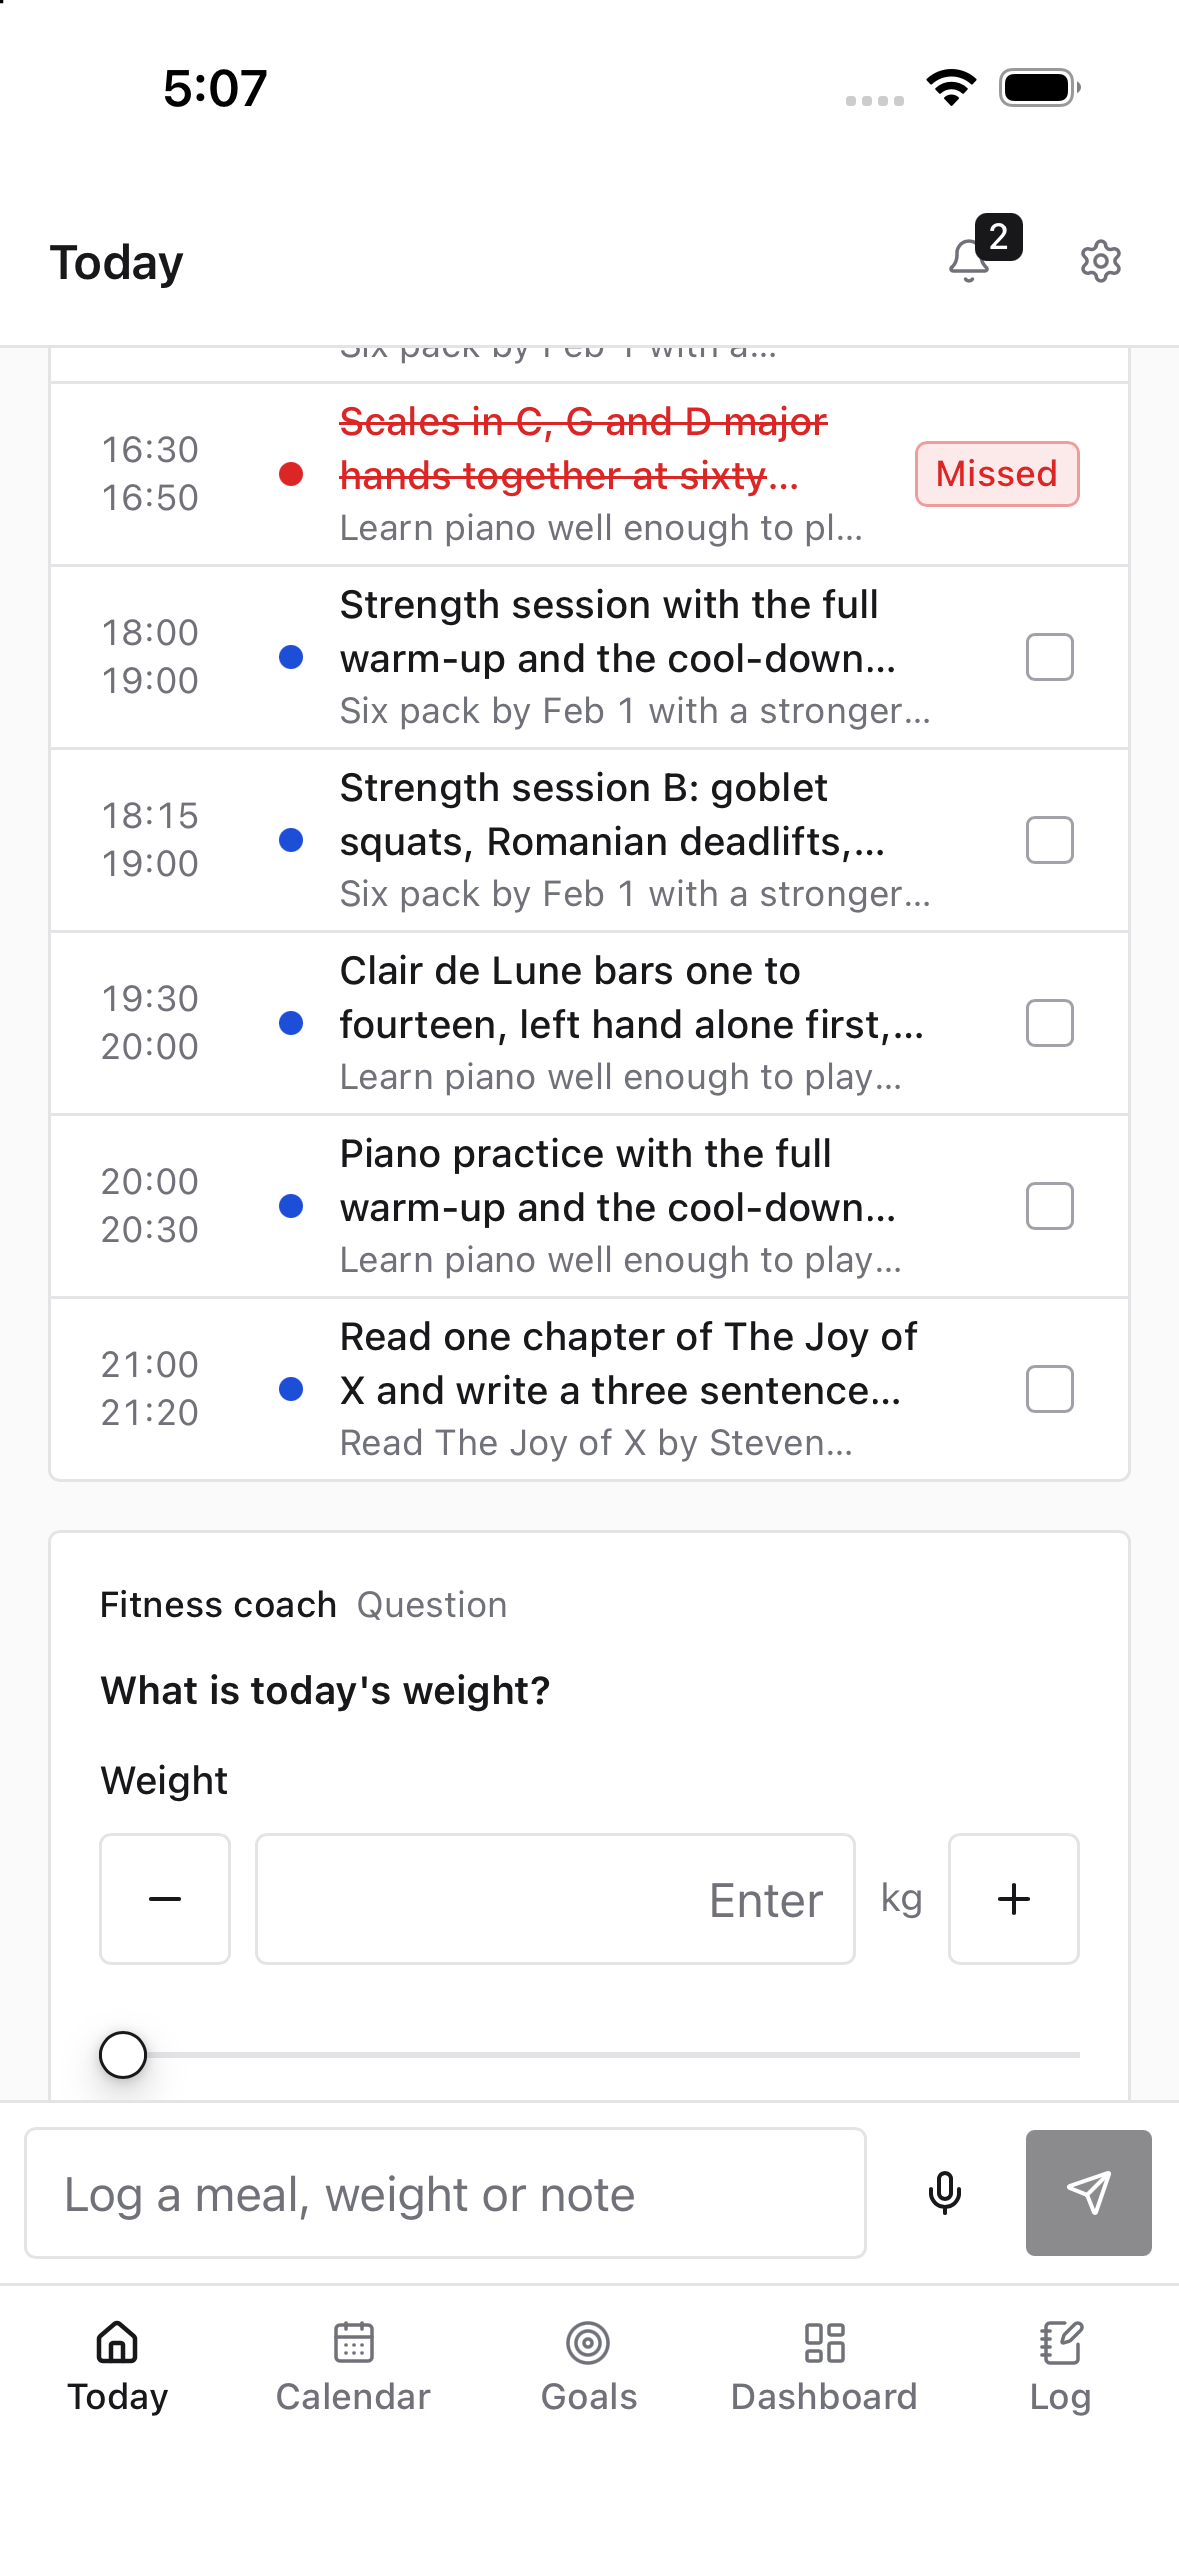 5:07
Today
2
Six pack by Feb 1 with a...
16:30
16:50
Scales in C, G and D major
hands together at sixty...
Learn piano well enough to pl...
Missed
18:00
19:00
Strength session with the full
warm-up and the cool-down...
Six pack by Feb 1 with a stronger...
18:15
19:00
Strength session B: goblet
squats, Romanian deadlifts,...
Six pack by Feb 1 with a stronger...
19:30
20:00
Clair de Lune bars one to
fourteen, left hand alone first,...
Learn piano well enough to play...
20:00
20:30
Piano practice with the full
warm-up and the cool-down...
Learn piano well enough to play...
21:00
21:20
Read one chapter of The Joy of
X and write a three sentence...
Read The Joy of X by Steven...
Fitness coach Question
What is today's weight?
Weight
Enter kg
Log a meal, weight or note
Today Calendar Goals Dashboard Log